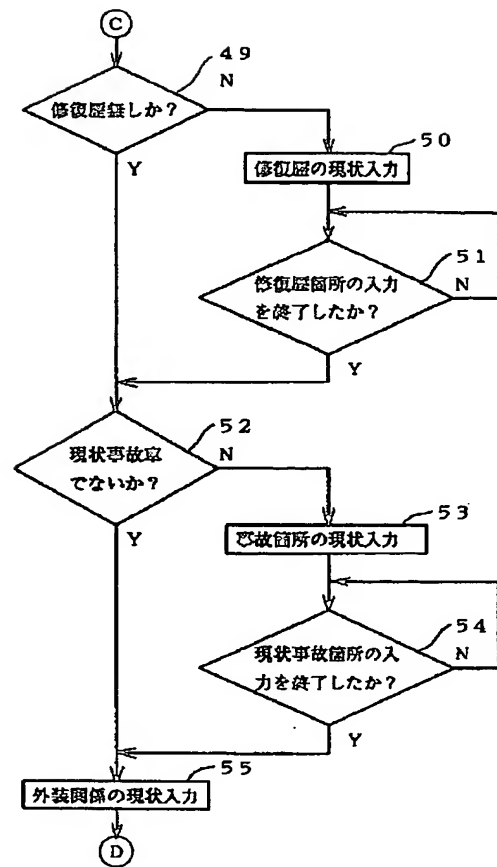 C
49
修復歴無しか？
N
Y
50
修復歴の現状入力
51
修復歴箇所の入力
を終了したか？
N
Y
52
現状事故車
でないか？
N
Y
53
事故箇所の現状入力
54
現状事故箇所の入
力を終了したか？
N
Y
55
外装関係の現状入力
D